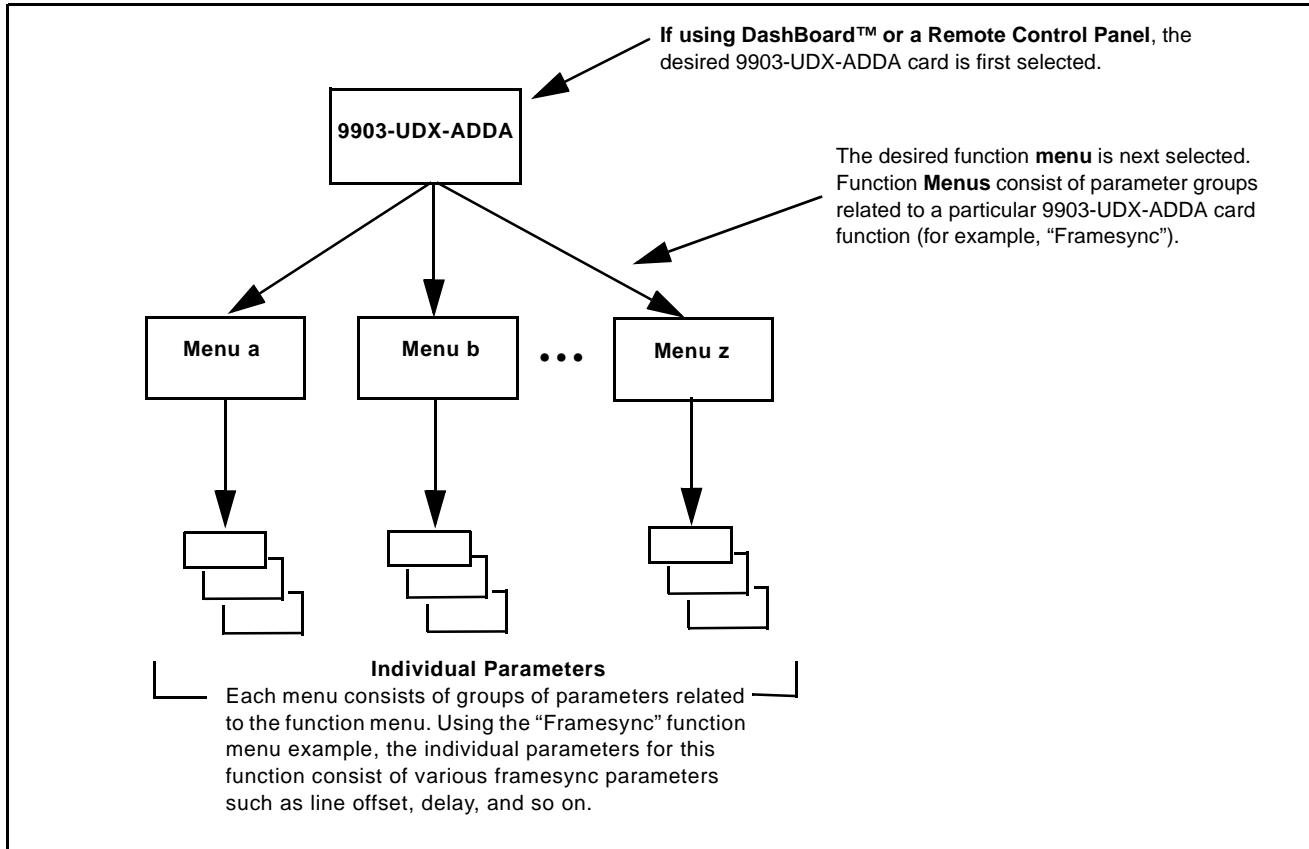 If using DashBoard™ or a Remote Control Panel, the
desired 9903-UDX-ADDA card is first selected.
9903-UDX-ADDA
The desired function menu is next selected.
Function Menus consist of parameter groups
related to a particular 9903-UDX-ADDA card
function (for example, “Framesync”).
Menu a
Menu b
•••
Menu z
Individual Parameters
Each menu consists of groups of parameters related
to the function menu. Using the “Framesync” function
menu example, the individual parameters for this
function consist of various framesync parameters
such as line offset, delay, and so on.